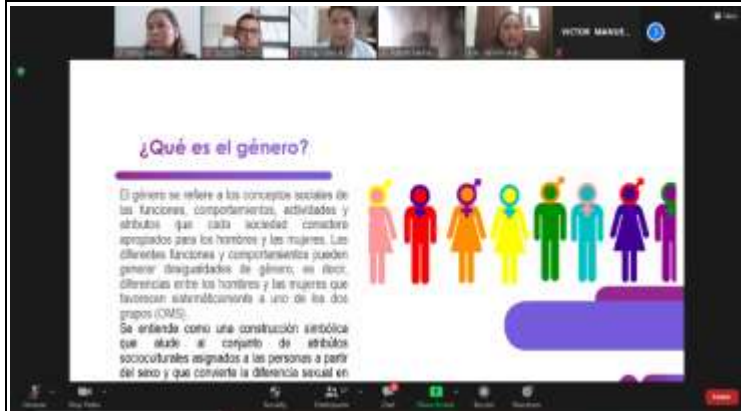 VICTOR MANUE...
¿Qué es el género?
El género se refiere a los conceptos sociales de
las funciones, comportamientos, actividades y
atributos que cada sociedad considera
apropiados para los hombres y las mujeres. Las
diferentes funciones y comportamientos pueden
generar desigualdades de género, es decir,
diferencias entre los hombres y las mujeres que
favorecen sistemáticamente a uno de los dos
grupos (OMS).
Se entiende como una construcción simbólica
que alude al conjunto de atributos
socioculturales asignados a las personas a partir
del sexo y que convierte la diferencia sexual en